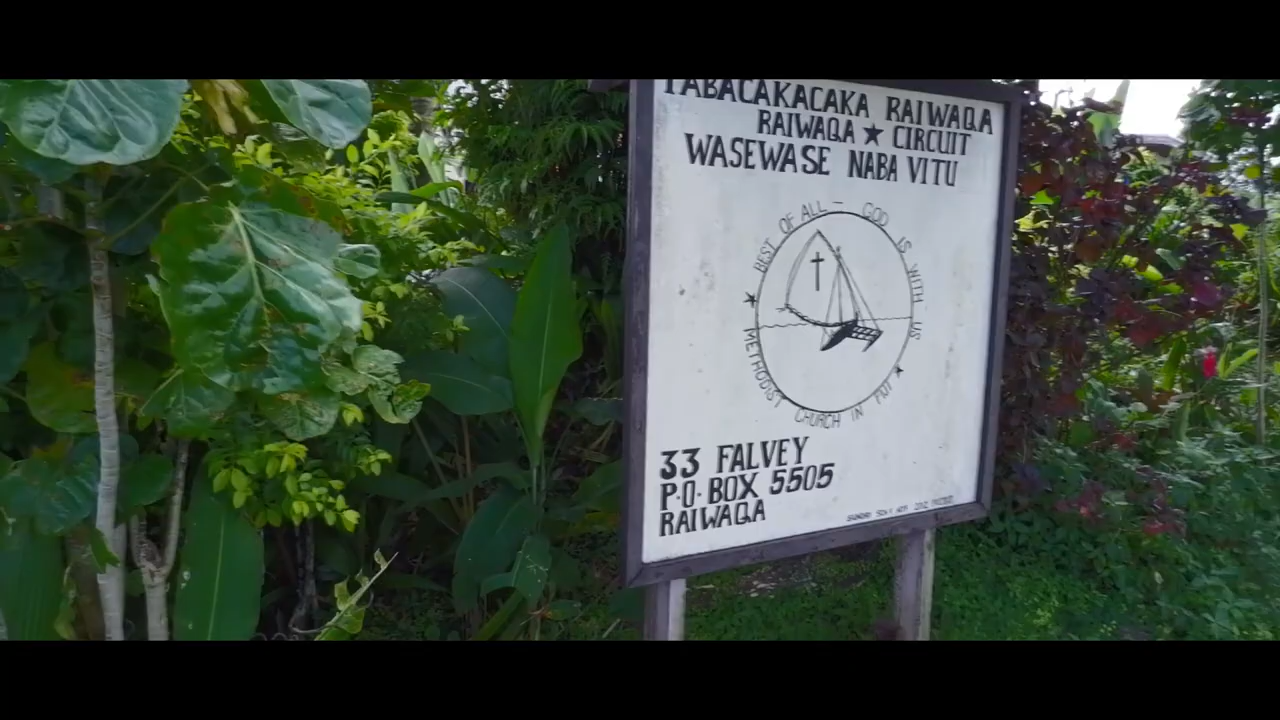 TABACAKACAKA RAIWAQA
RAIWAQA ★ CIRCUIT
WASEWASE NABA VITU
BEST OF ALL - GOD IS WITH US
METHODIST CHURCH IN FIJI
33 FALVEY
P.O. BOX 5505
RAIWAQA